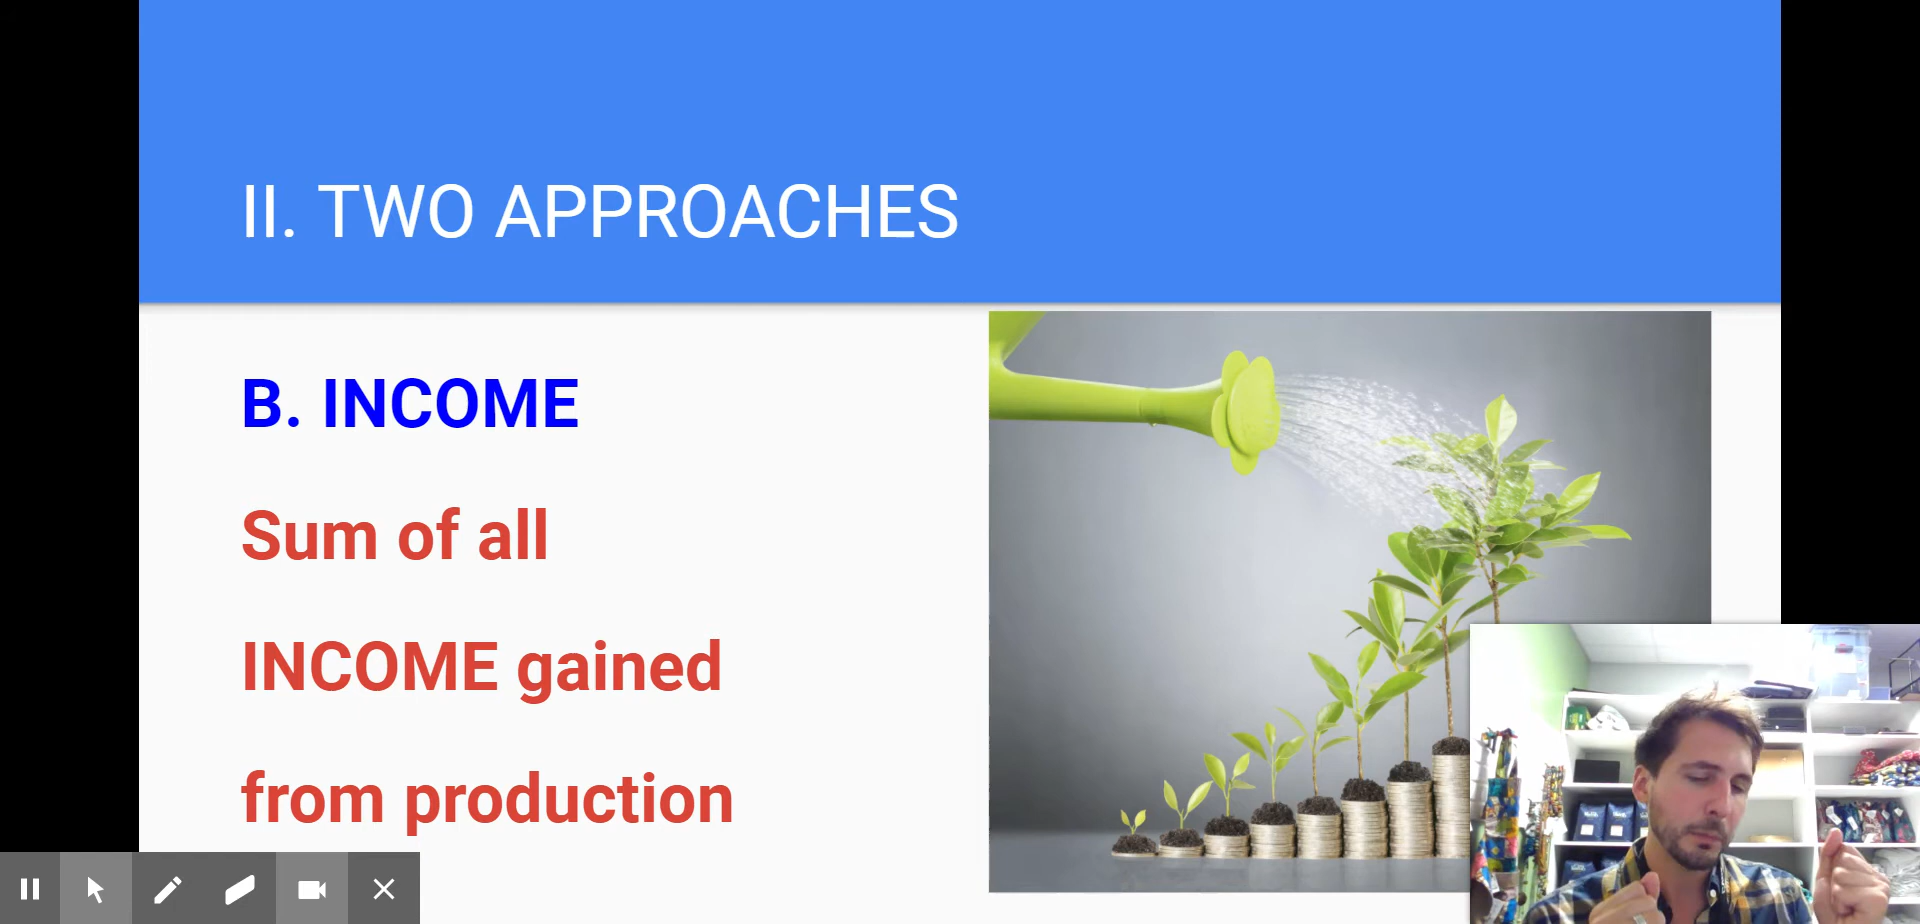 II. TWO APPROACHES
B. INCOME
Sum of all
INCOME gained
from production